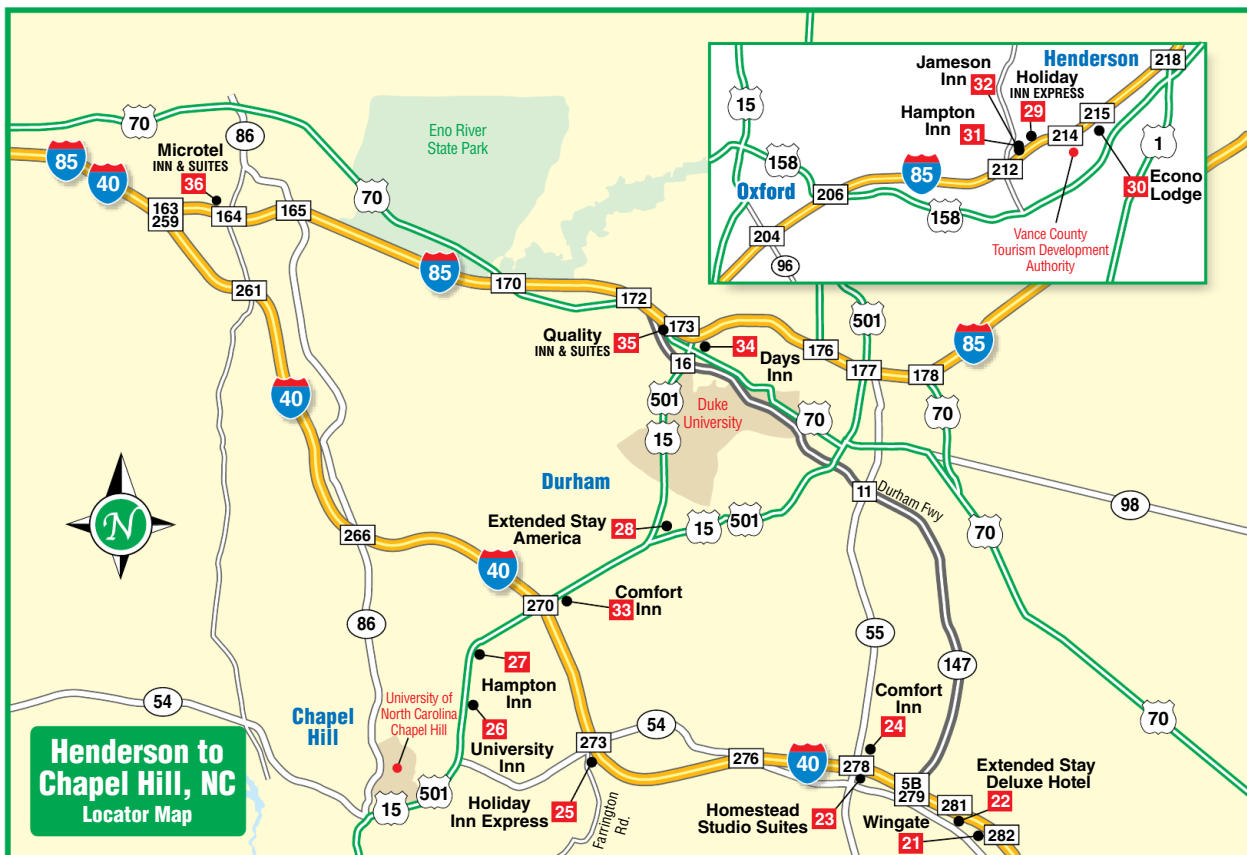 70
86
85
40
Microtel
INN & SUITES
36
163
259
164
165
70
Eno River
State Park
85
170
172
261
40
Quality
INN & SUITES
35
173
34
Days
Inn
16
176
177
178
501
85
15
158
Oxford
206
204
96
85
158
Jameson
Inn
32
Hampton
Inn
31
Holiday
INN EXPRESS
29
Henderson
218
215
214
212
1
30
Econo
Lodge
Vance County
Tourism Development
Authority
501
15
Duke
University
70
70
Durham
11
Durham Fwy
98
70
N
266
Extended Stay
America
28
15
501
40
270
33
Comfort
Inn
86
27
Hampton
Inn
55
147
54
Chapel
Hill
University of
North Carolina
Chapel Hill
26
University
Inn
273
54
276
40
278
Comfort
Inn
24
70
5B
279
Extended Stay
Deluxe Hotel
22
281
282
Henderson to
Chapel Hill, NC
Locator Map
15
501
Holiday
Inn Express
25
Farrington
Rd.
Homestead
Studio Suites
23
Wingate
21